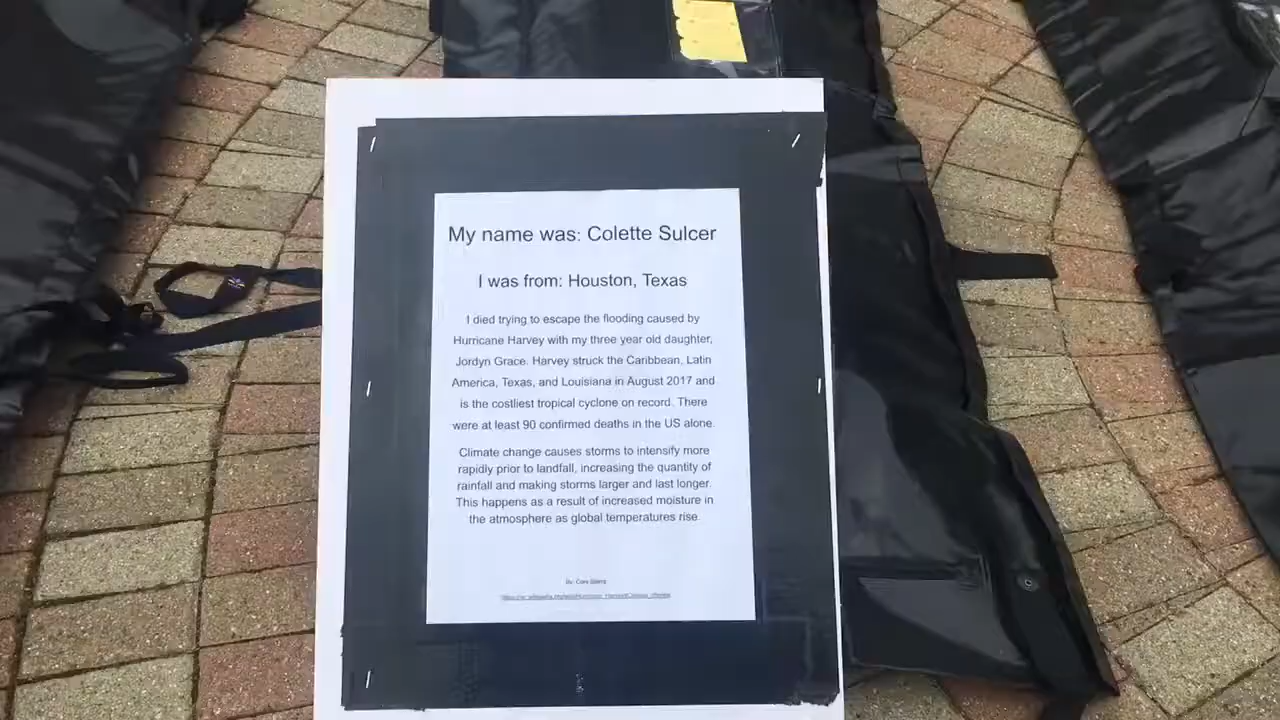 My name was: Colette Sulcer
I was from: Houston, Texas
I died trying to escape the flooding caused by
Hurricane Harvey with my three year old daughter,
Jordyn Grace. Harvey struck the Caribbean, Latin
America, Texas, and Louisiana in August 2017 and
is the costliest tropical cyclone on record. There
were at least 90 confirmed deaths in the US alone.
Climate change causes storms to intensify more
rapidly prior to landfall, increasing the quantity of
rainfall and making storms larger and last longer.
This happens as a result of increased moisture in
the atmosphere as global temperatures rise.
By: